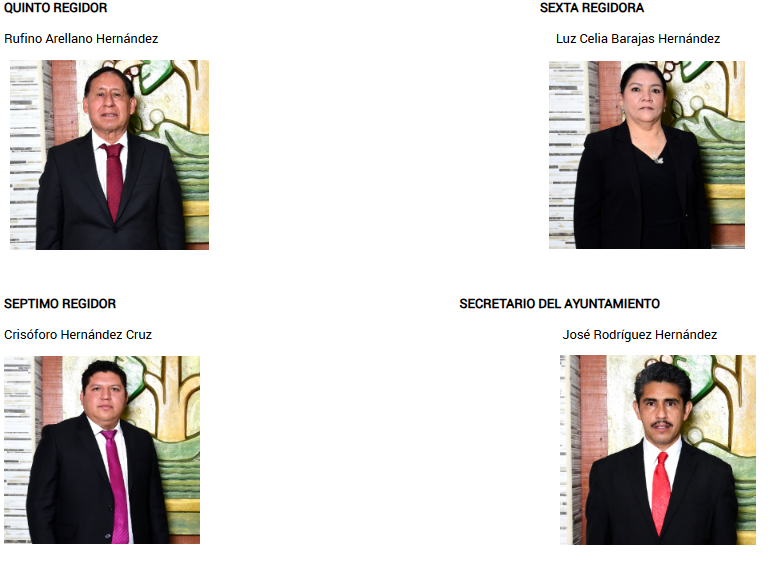 QUINTO REGIDOR
SEXTA REGIDORA
Rufino Arellano Hernández
Luz Celia Barajas Hernández
SEPTIMO REGIDOR
SECRETARIO DEL AYUNTAMIENTO
Crisóforo Hernández Cruz
José Rodríguez Hernández